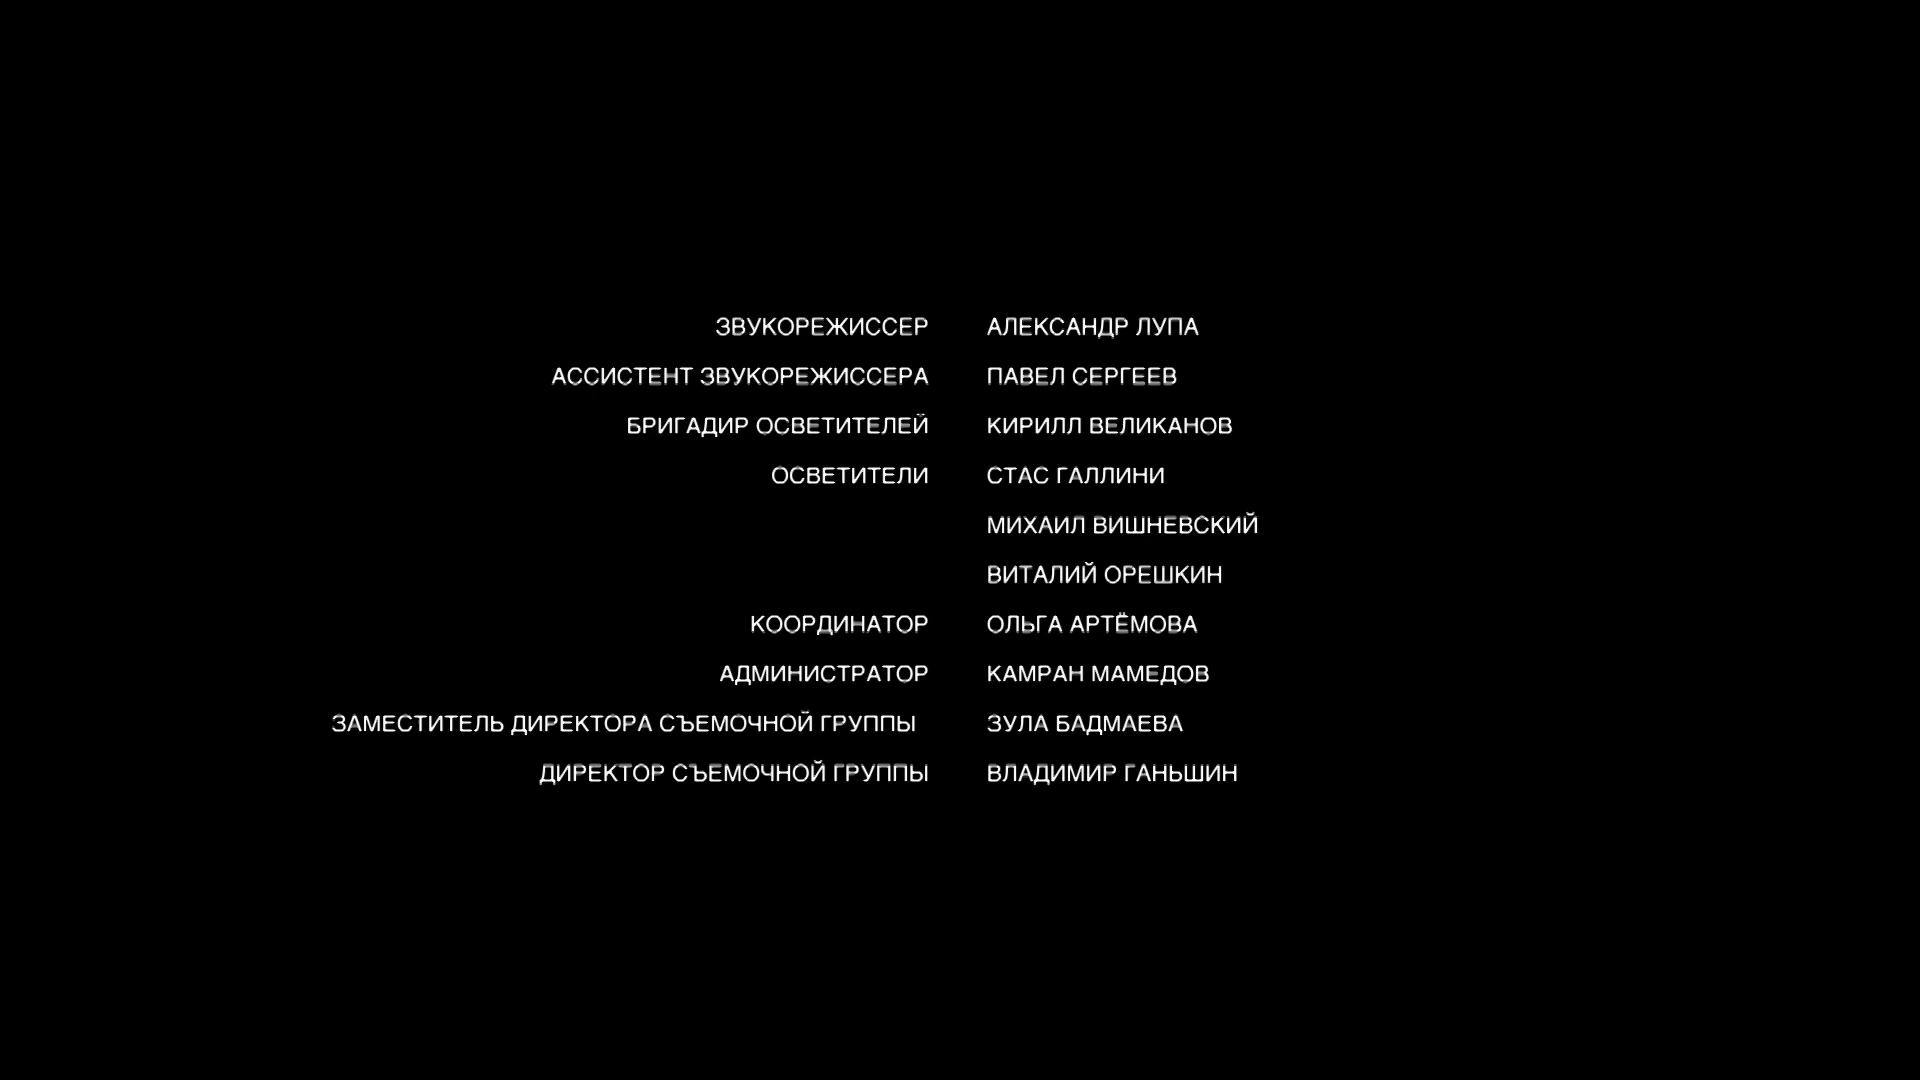 ЗВУКОРЕЖИССЕР АЛЕКСАНДР ЛУПА
АССИСТЕНТ ЗВУКОРЕЖИССЕРА ПАВЕЛ СЕРГЕЕВ
БРИГАДИР ОСВЕТИТЕЛЕЙ КИРИЛЛ ВЕЛИКАНОВ
ОСВЕТИТЕЛИ СТАС ГАЛЛИНИ
МИХАИЛ ВИШНЕВСКИЙ
ВИТАЛИЙ ОРЕШКИН
КООРДИНАТОР ОЛЬГА АРТЁМОВА
АДМИНИСТРАТОР КАМРАН МАМЕДОВ
ЗАМЕСТИТЕЛЬ ДИРЕКТОРА СЪЕМОЧНОЙ ГРУППЫ ЗУЛА БАДМАЕВА
ДИРЕКТОР СЪЕМОЧНОЙ ГРУППЫ ВЛАДИМИР ГАНЬШИН